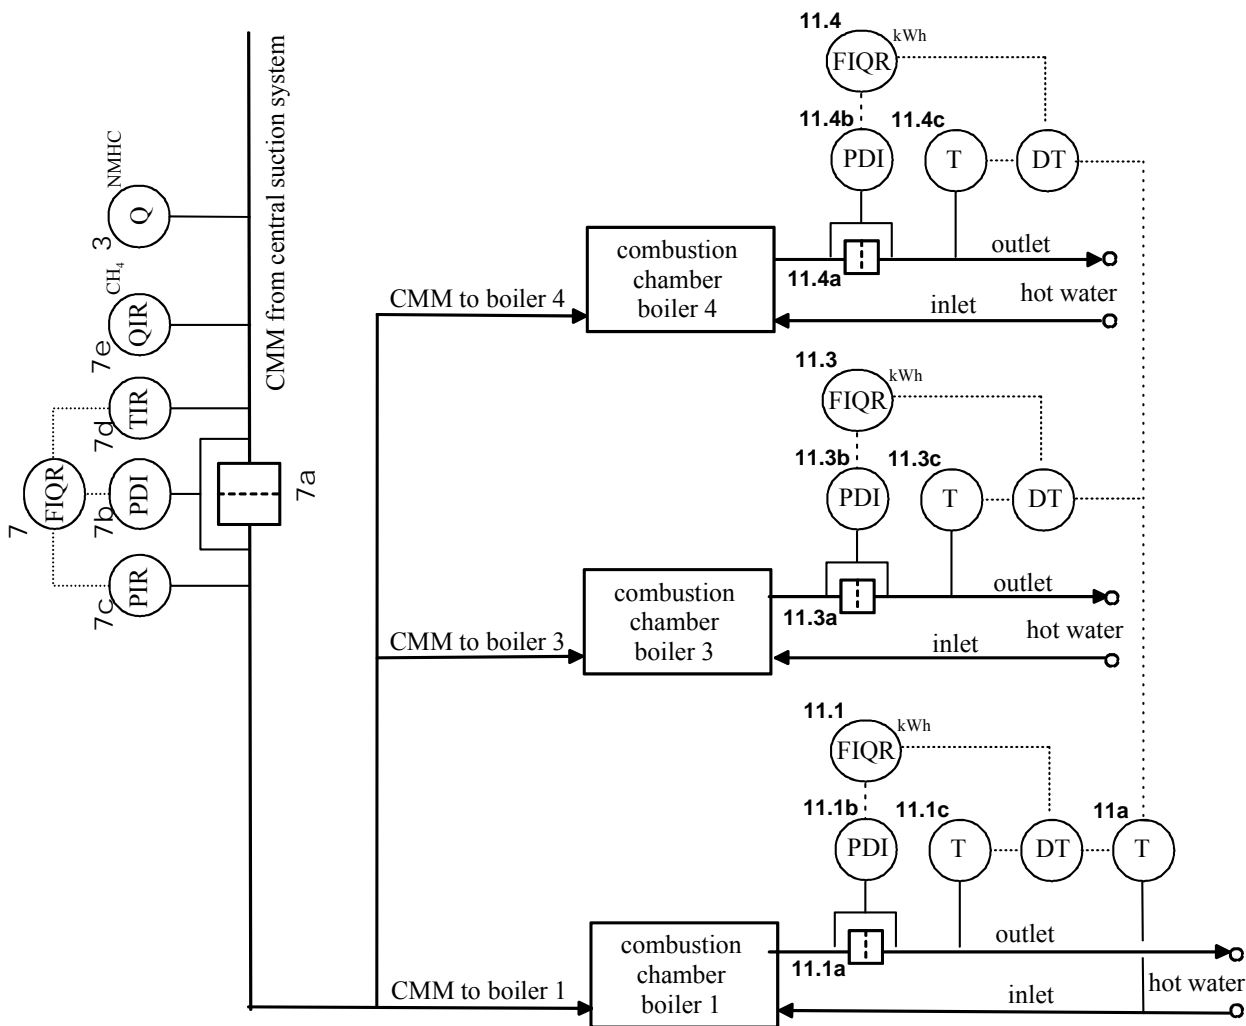 CMM from central suction system
NMHC
Q
3
CH4
QIR
7e
TIR
7d
FIQR
7
PDI
7b
7a
PIR
7c
11.4
kWh
FIQR
11.4b
11.4c
PDI
T
DT
combustion
chamber
boiler 4
11.4a
outlet
CMM to boiler 4
hot water
inlet
11.3
kWh
FIQR
11.3b
11.3c
PDI
T
DT
combustion
chamber
boiler 3
11.3a
outlet
CMM to boiler 3
hot water
inlet
11.1
kWh
FIQR
11.1b
11.1c
11a
PDI
T
DT
T
combustion
chamber
boiler 1
11.1a
outlet
CMM to boiler 1
hot water
inlet